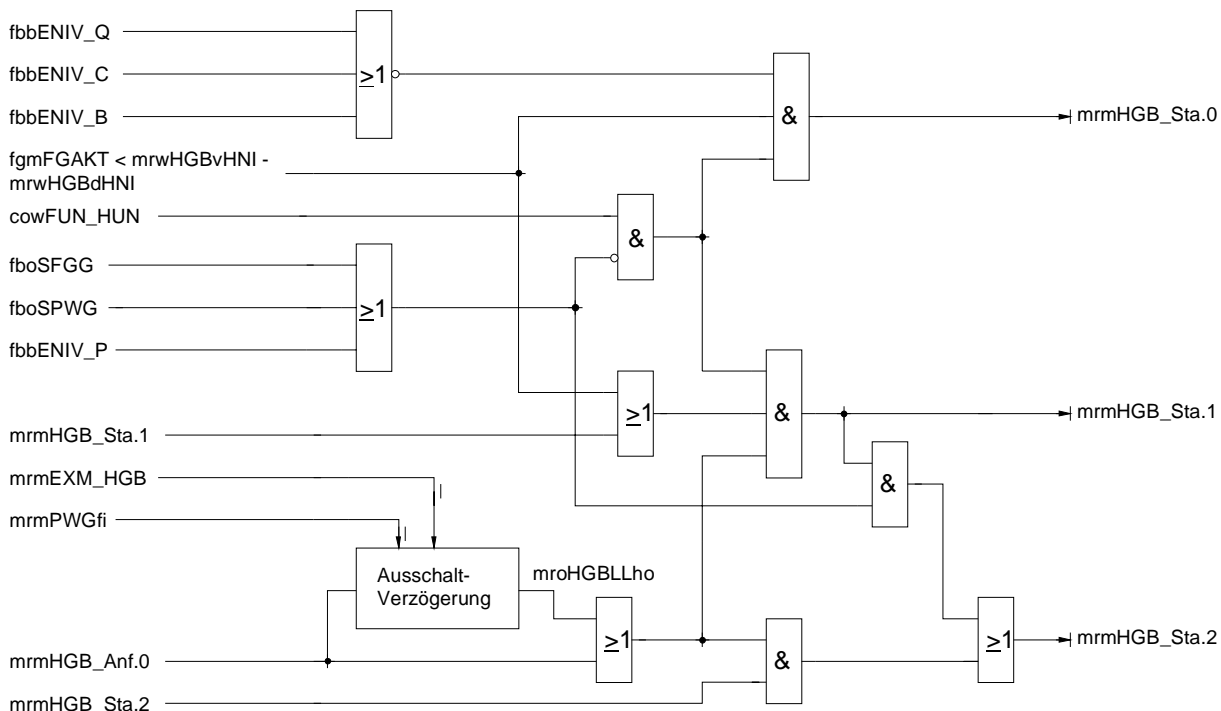 fbbENIV_Q
fbbENIV_C
≥1
fbbENIV_B
&
mrmHGB_Sta.0
fgmFGAKT < mrwHGBvHNI -
mrwHGBdHNI
cowFUN_HUN
&
fboSFGG
fboSPWG
≥1
fbbENIV_P
≥1
&
mrmHGB_Sta.1
mrmHGB_Sta.1
mrmEXM_HGB
&
mrmPWGfi
Ausschalt-
Verzögerung
mroHGBLLho
≥1
&
≥1
mrmHGB_Sta.2
mrmHGB_Anf.0
mrmHGB_Sta.2